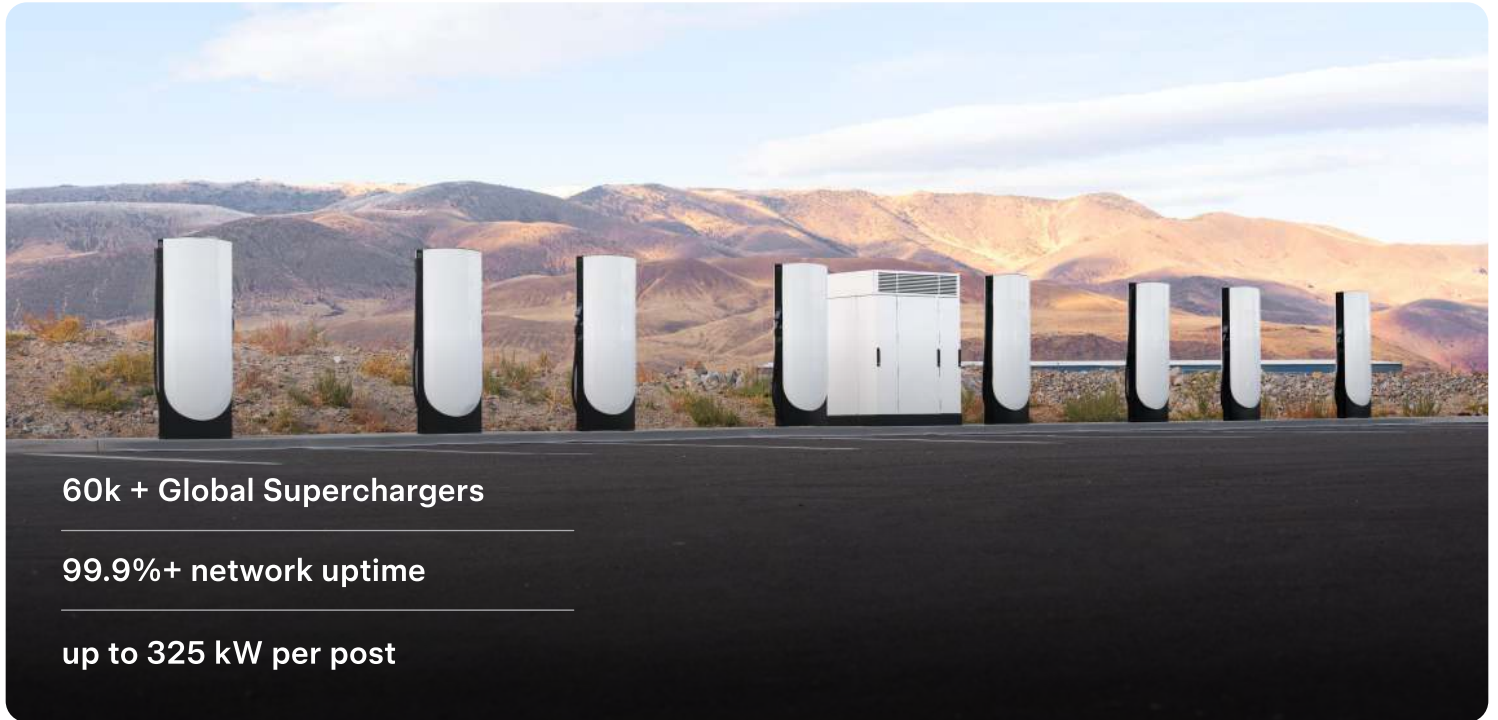 60k + Global Superchargers
99.9%+ network uptime
up to 325 kW per post